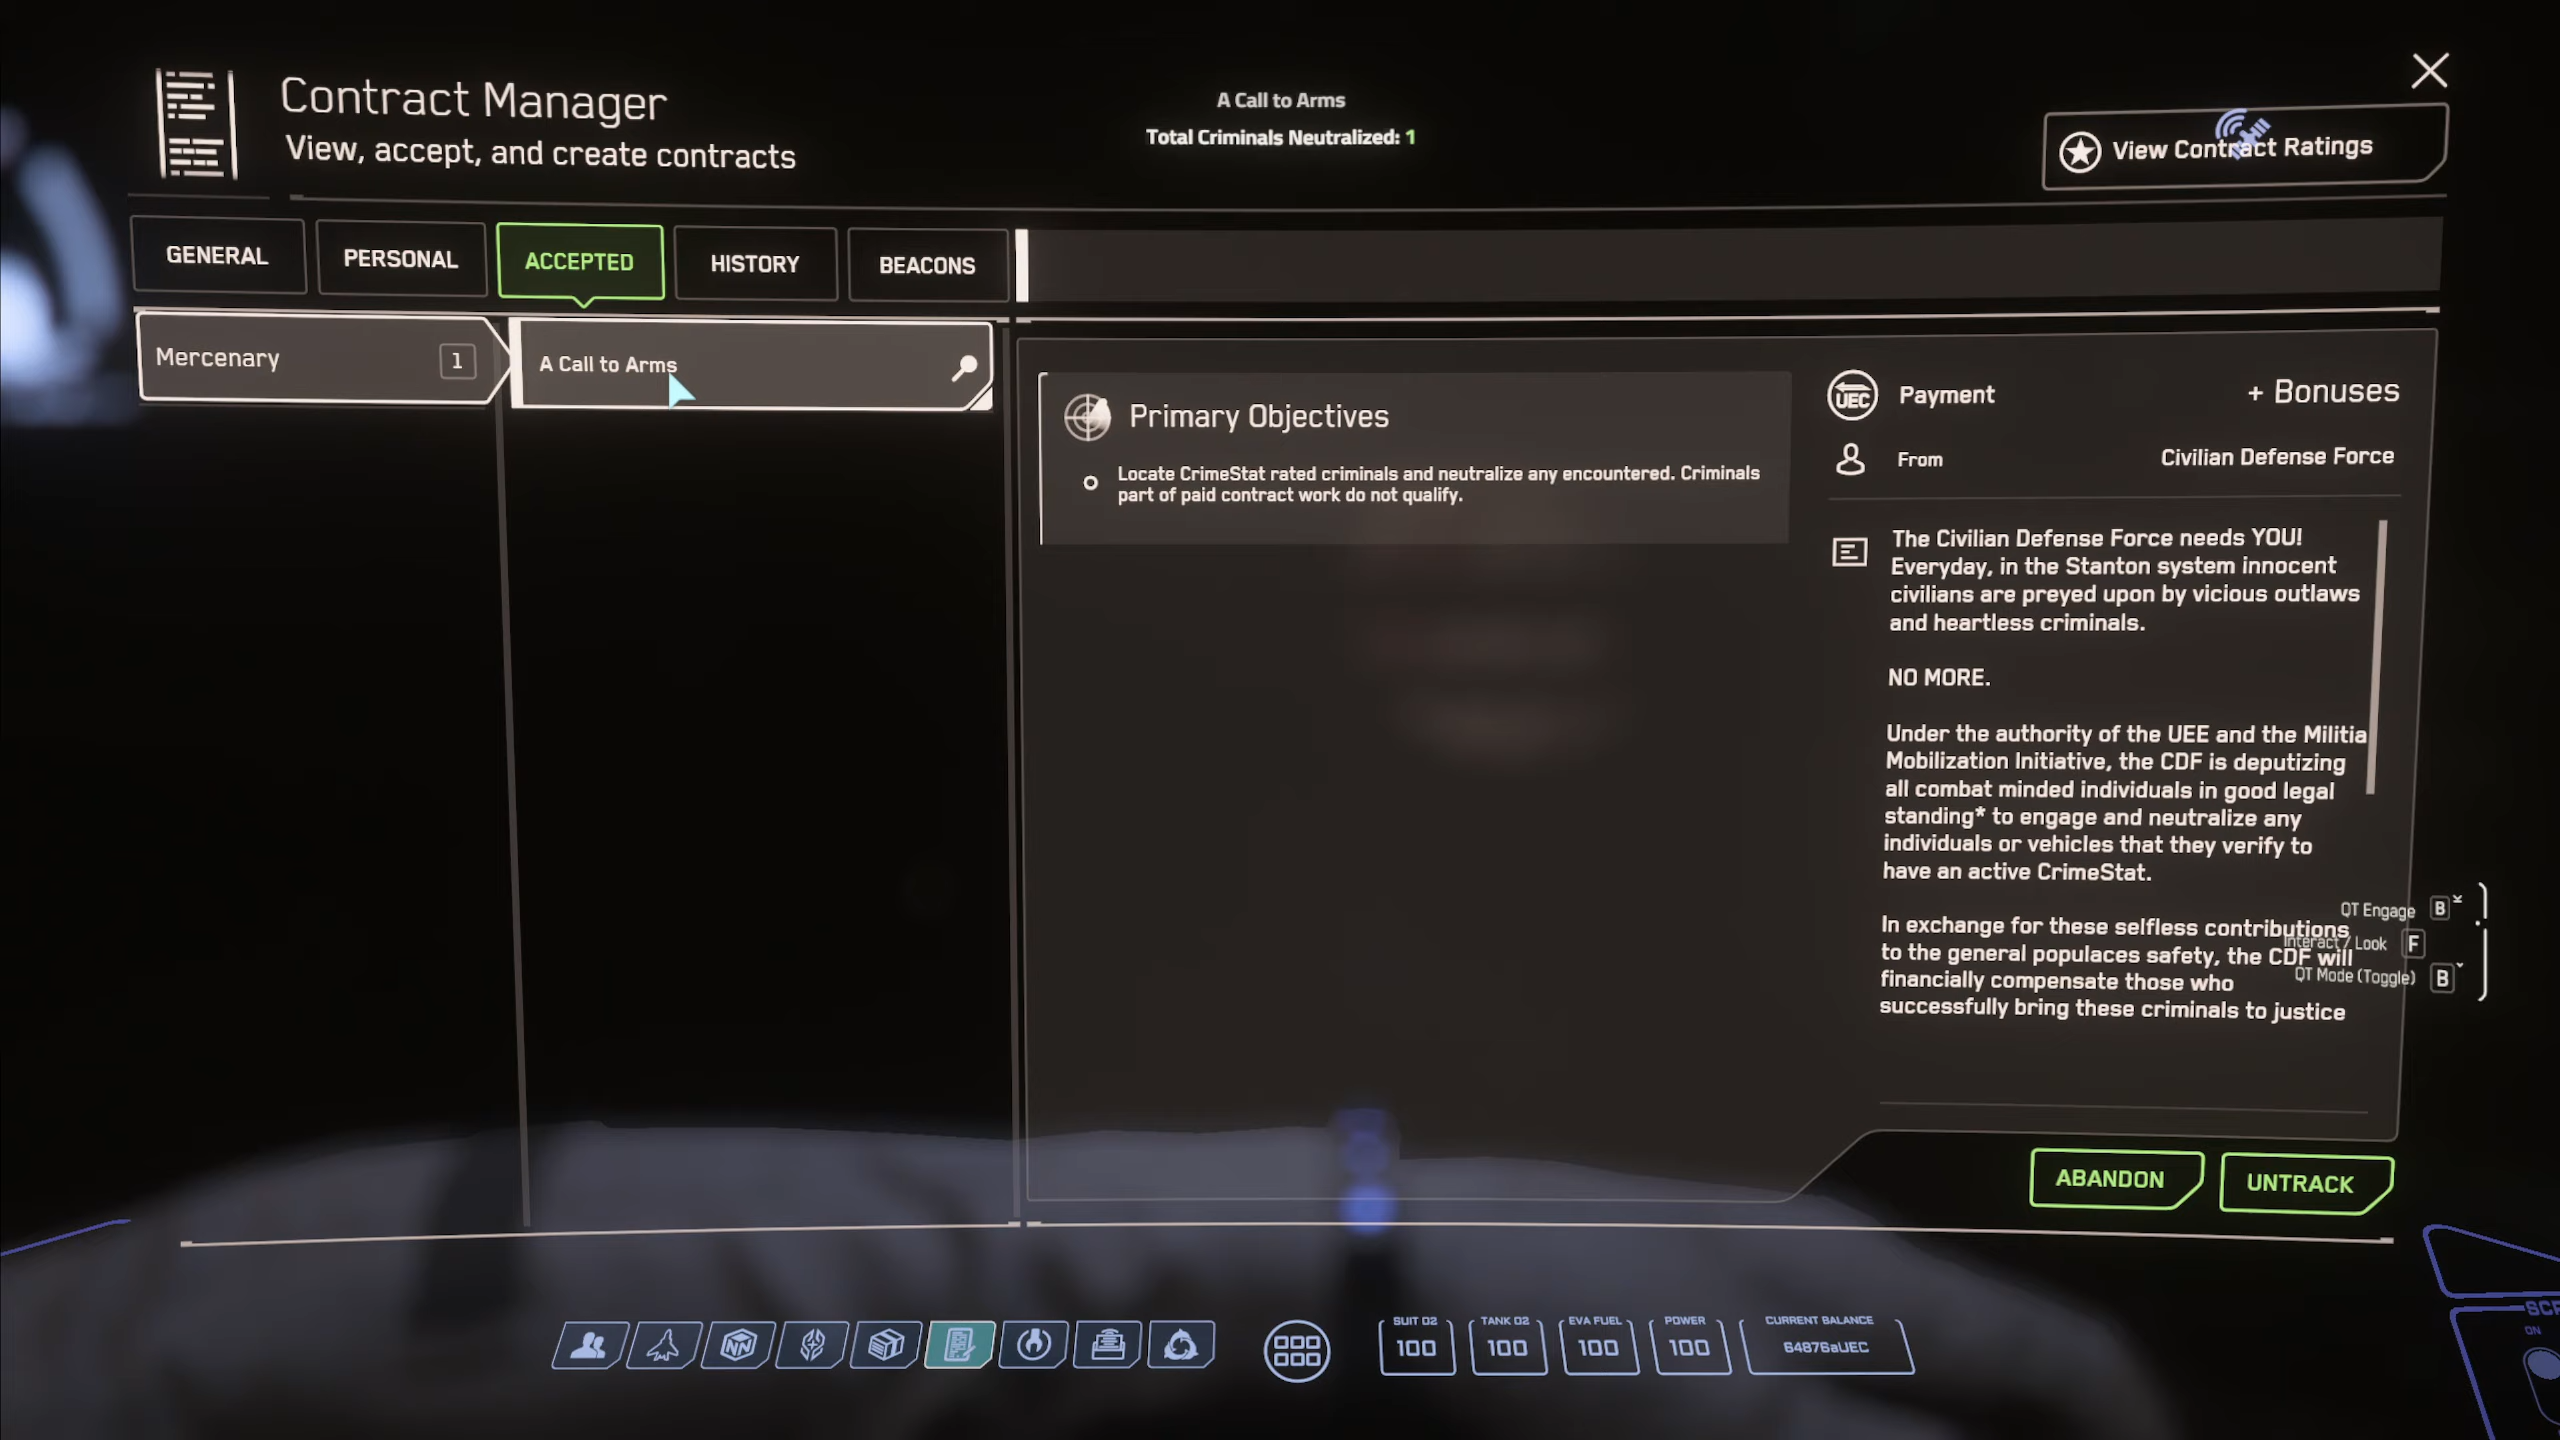 Contract Manager
View, accept, and create contracts
A Call to Arms
Total Criminals Neutralized: 1
View Contract Ratings
GENERAL
PERSONAL
ACCEPTED
HISTORY
BEACONS
Mercenary
1
A Call to Arms
Primary Objectives
Locate CrimeStat rated criminals and neutralize any encountered. Criminals
part of paid contract work do not qualify.
UEC
Payment
+ Bonuses
From
Civilian Defense Force
The Civilian Defense Force needs YOU!
Everyday, in the Stanton system innocent
civilians are preyed upon by vicious outlaws
and heartless criminals.
NO MORE.
Under the authority of the UEE and the Militia
Mobilization Initiative, the CDF is deputizing
all combat minded individuals in good legal
standing* to engage and neutralize any
individuals or vehicles that they verify to
have an active CrimeStat.
In exchange for these selfless contributions
to the general populaces safety, the CDF will
financially compensate those who
successfully bring these criminals to justice
QT Engage B
Interact / Look F
QT Mode (Toggle) B
ABANDON
UNTRACK
SUIT O2
100
TANK O2
100
EVA FUEL
100
POWER
100
CURRENT BALANCE
64876aUEC
ON